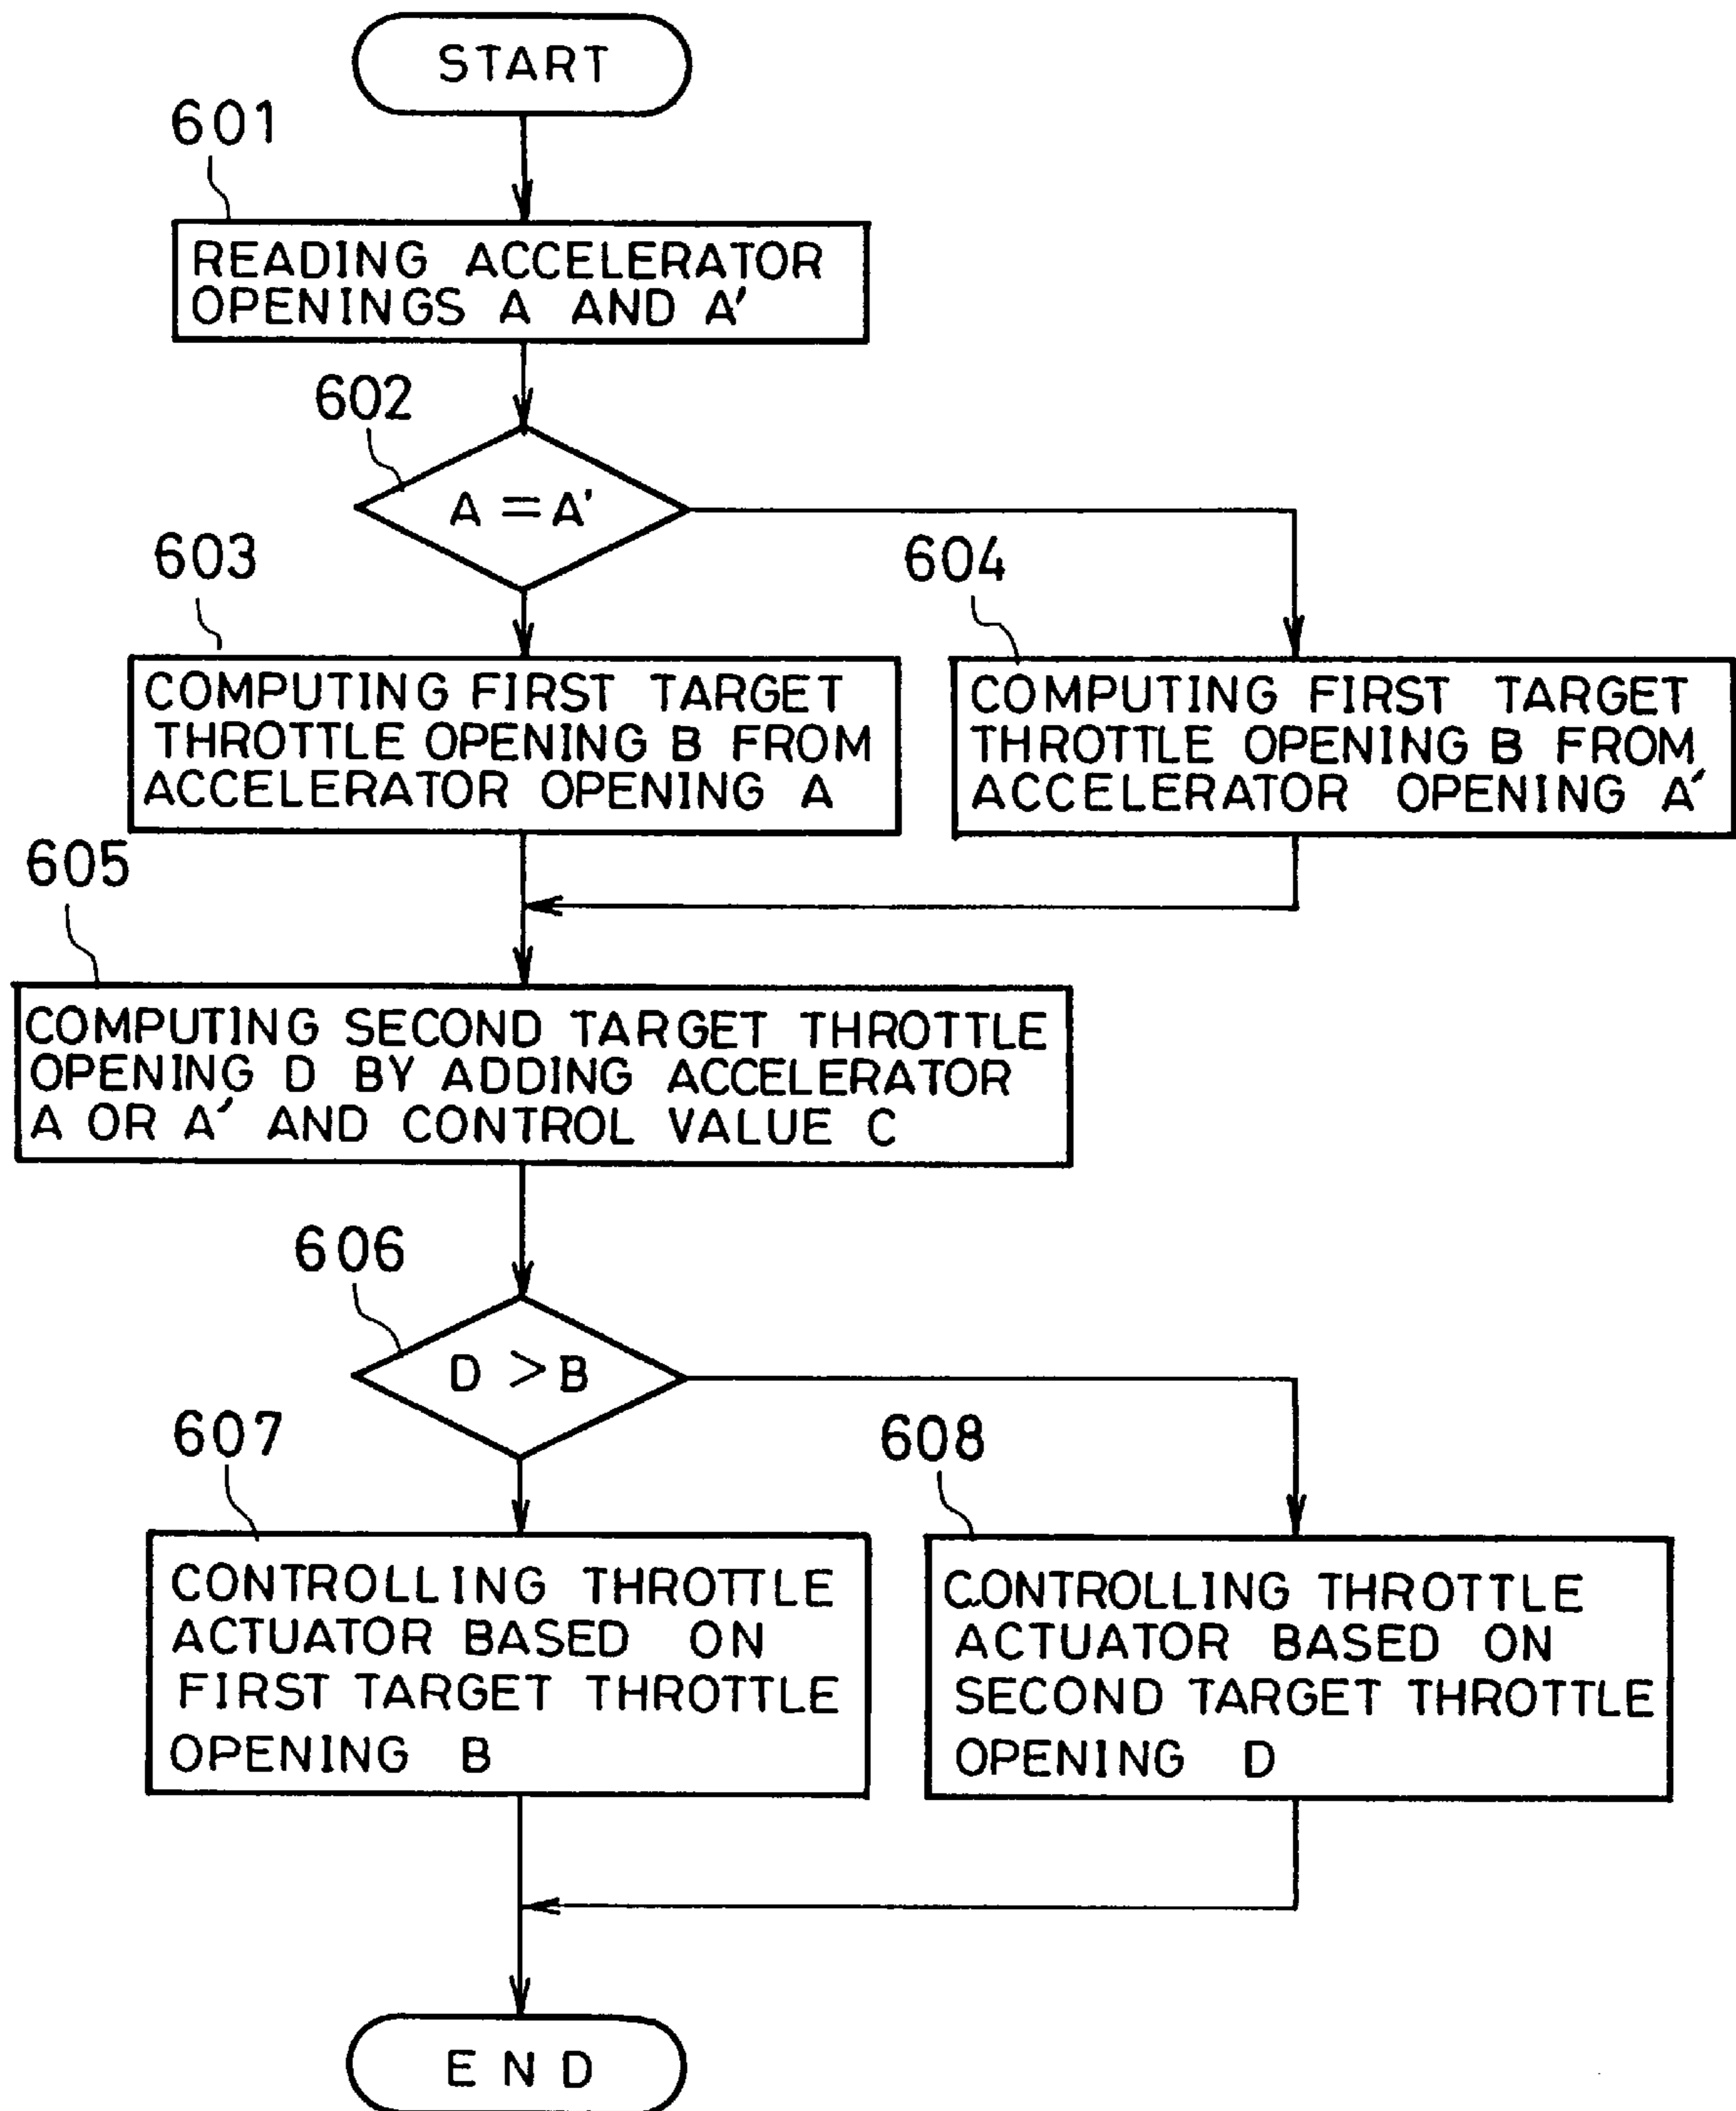 START
601
READING ACCELERATOR
OPENINGS A AND A'
602
A = A'
603
604
COMPUTING FIRST TARGET
THROTTLE OPENING B FROM
ACCELERATOR OPENING A
COMPUTING FIRST TARGET
THROTTLE OPENING B FROM
ACCELERATOR OPENING A'
605
COMPUTING SECOND TARGET THROTTLE
OPENING D BY ADDING ACCELERATOR
A OR A' AND CONTROL VALUE C
606
D > B
607
608
CONTROLLING THROTTLE
ACTUATOR BASED ON
FIRST TARGET THROTTLE
OPENING B
CONTROLLING THROTTLE
ACTUATOR BASED ON
SECOND TARGET THROTTLE
OPENING D
END